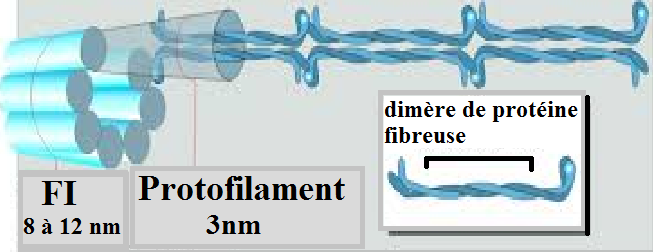 dimère de protéine
fibreuse
FI
8 à 12 nm
Protofilament
3nm